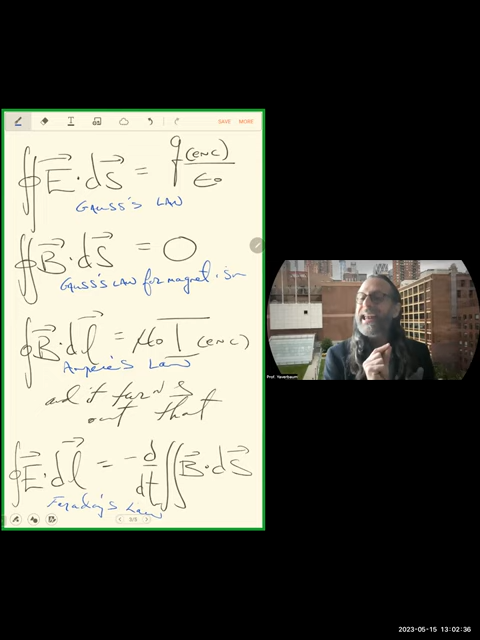 SAVE MORE
∯ E⃗·dS⃗ = q(enc)/ε₀
GAUSS'S LAW
∯ B⃗·dS⃗ = 0
GAUSS'S LAW for magnetism
∮ B⃗·dl⃗ = μ₀ I (enc)
Ampere's Law
and it turns
out that
∮ E⃗·dl⃗ = -d/dt ∬ B⃗·dS⃗
Faraday's Law
3/5
Prof. Yaverbaum
2023-05-15 13:02:36